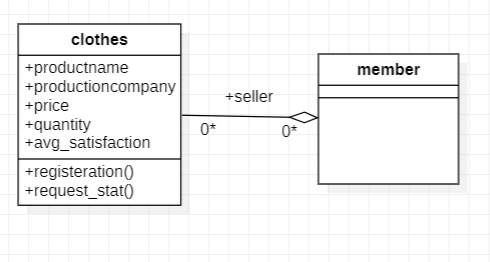 clothes
+productname
+productioncompany
+price
+quantity
+avg_satisfaction
+registeration()
+request_stat()
+seller
0*
0*
member